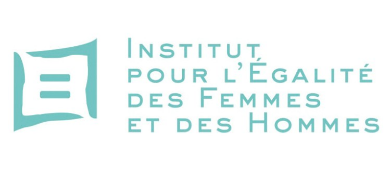 Institut
pour l'Égalité
des Femmes
et des Hommes